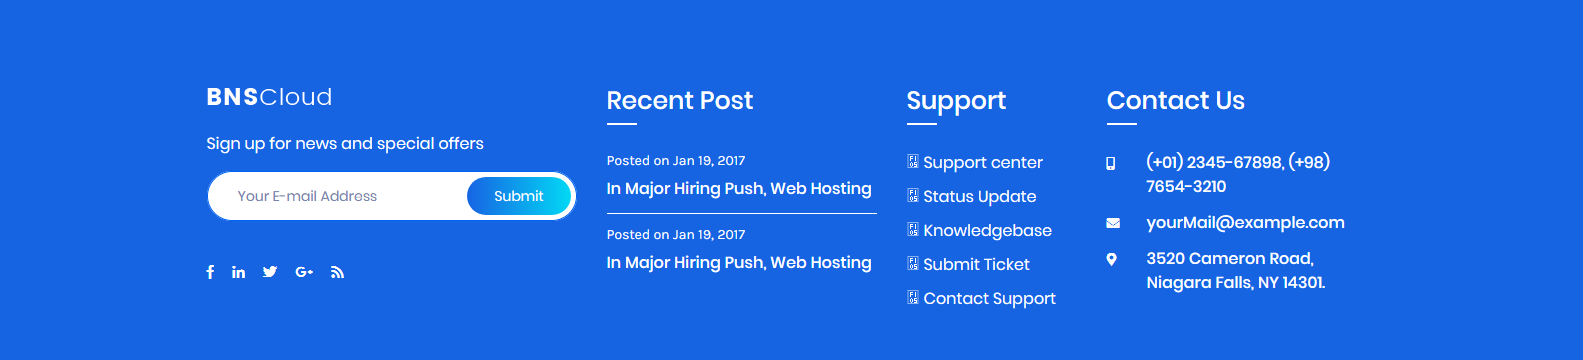 BNSCloud
Sign up for news and special offers
Your E-mail Address
Submit
Recent Post
Posted on Jan 19, 2017
In Major Hiring Push, Web Hosting
Posted on Jan 19, 2017
In Major Hiring Push, Web Hosting
Support
Support center
Status Update
Knowledgebase
Submit Ticket
Contact Support
Contact Us
(+01) 2345-67898, (+98)
7654-3210
yourMail@example.com
3520 Cameron Road,
Niagara Falls, NY 14301.